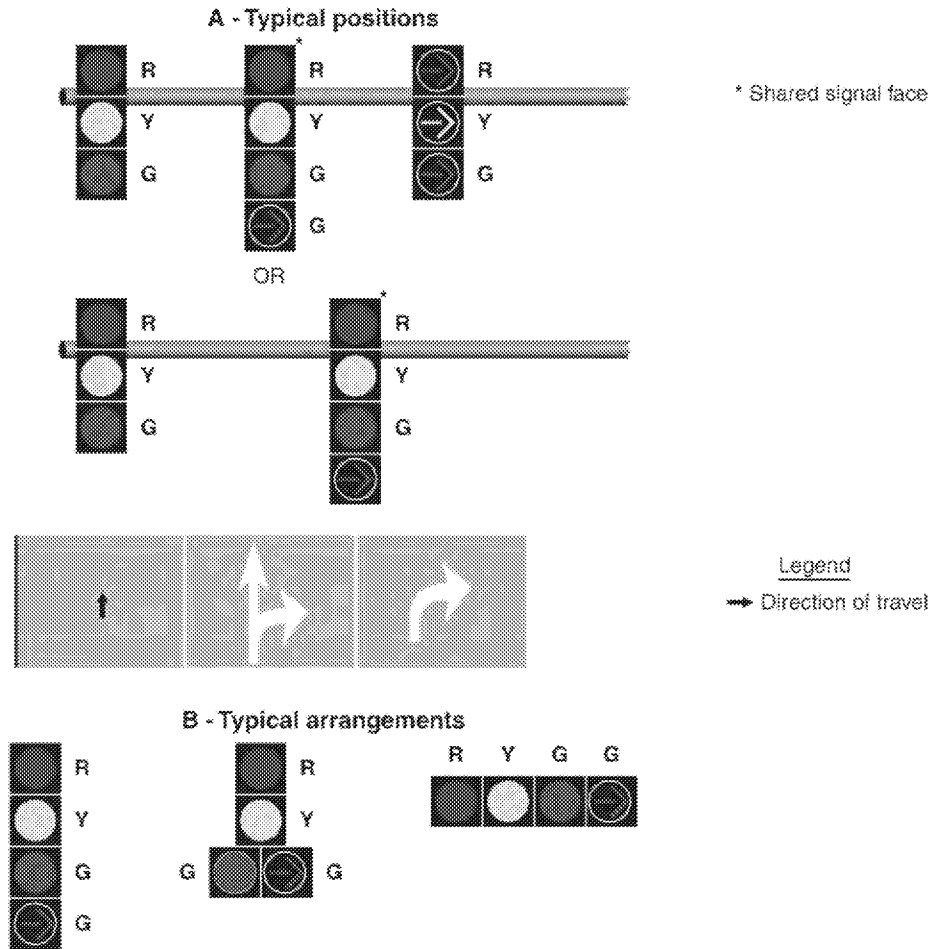 A - Typical positions
R * R R
* Shared signal face
Y Y Y
G G G
G
OR
*
R R
Y Y
G G
Legend
Direction of travel
B - Typical arrangements
R R R Y G G
Y Y
G G G
G